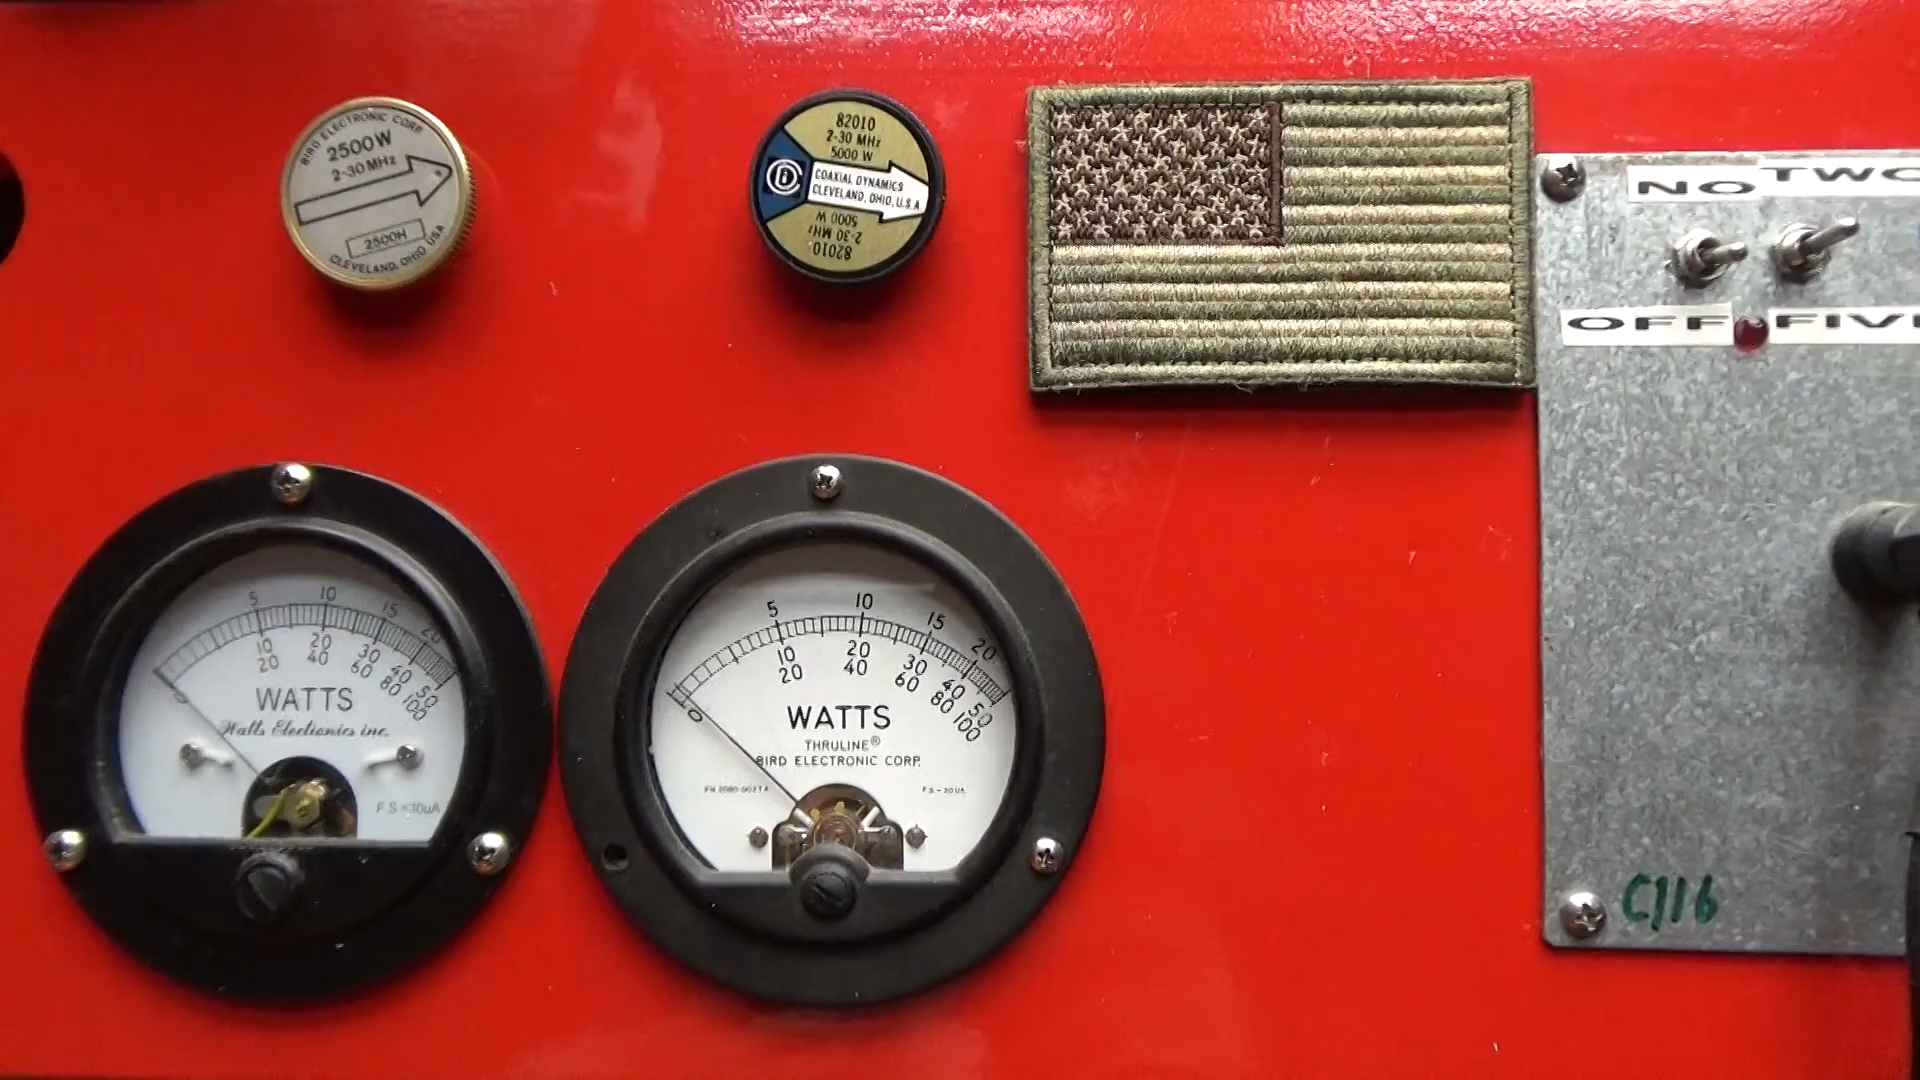 BIRD ELECTRONIC CORP.
2500W
2-30 MHz
2500H
CLEVELAND, OHIO USA
82010
2-30 MHz
5000 W
COAXIAL DYNAMICS
CLEVELAND, OHIO, U.S.A
5000 W
2-30 MHz
82010
NO TWO
OFF FIV
5 10 15 20
0 10 20 30 40 50
20 40 60 80 100
WATTS
Watts Electronics inc.
F.S.=30uA
5 10 15 20
0 10 20 30 40 50
20 40 60 80 100
WATTS
THRULINE®
BIRD ELECTRONIC CORP.
F.S.-30UA
C116